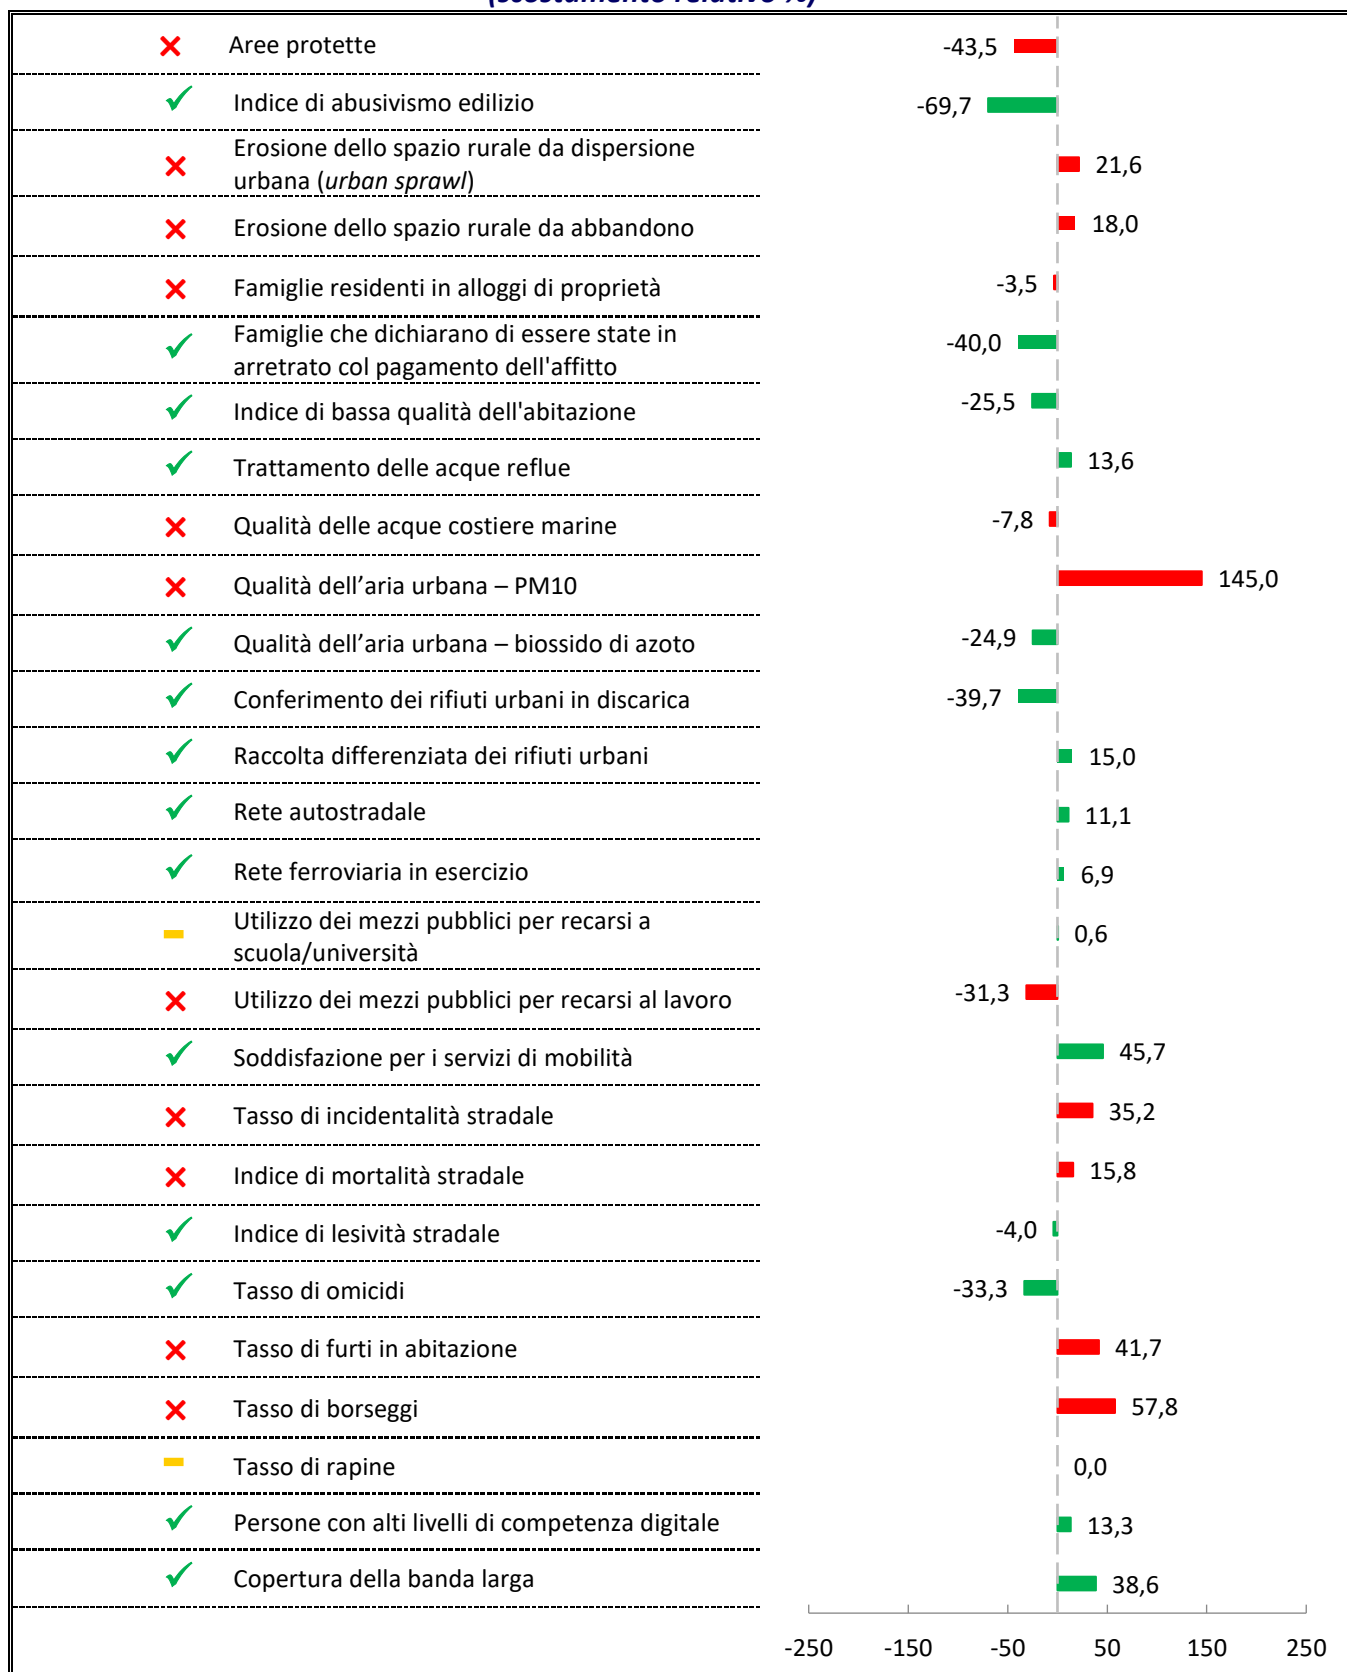 (scostamento relativo %)
Aree protette -43,5
Indice di abusivismo edilizio -69,7
Erosione dello spazio rurale da dispersione
urbana (urban sprawl) 21,6
Erosione dello spazio rurale da abbandono 18,0
Famiglie residenti in alloggi di proprietà -3,5
Famiglie che dichiarano di essere state in
arretrato col pagamento dell'affitto -40,0
Indice di bassa qualità dell'abitazione -25,5
Trattamento delle acque reflue 13,6
Qualità delle acque costiere marine -7,8
Qualità dell’aria urbana – PM10 145,0
Qualità dell’aria urbana – biossido di azoto -24,9
Conferimento dei rifiuti urbani in discarica -39,7
Raccolta differenziata dei rifiuti urbani 15,0
Rete autostradale 11,1
Rete ferroviaria in esercizio 6,9
Utilizzo dei mezzi pubblici per recarsi a
scuola/università 0,6
Utilizzo dei mezzi pubblici per recarsi al lavoro -31,3
Soddisfazione per i servizi di mobilità 45,7
Tasso di incidentalità stradale 35,2
Indice di mortalità stradale 15,8
Indice di lesività stradale -4,0
Tasso di omicidi -33,3
Tasso di furti in abitazione 41,7
Tasso di borseggi 57,8
Tasso di rapine 0,0
Persone con alti livelli di competenza digitale 13,3
Copertura della banda larga 38,6
-250 -150 -50 50 150 250